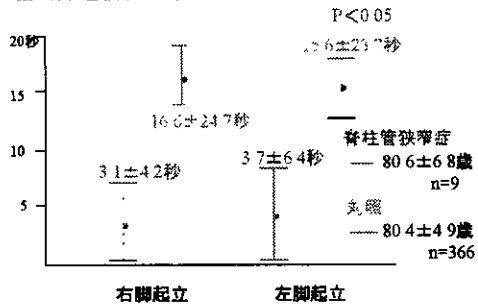 P<0.05
20秒
15
16.6±24.7秒
脊柱管狭窄症
10
3.1±4.2秒
3.7±6.4秒
80.6±6.8歳
n=9
5
80.4±4.9歳
n=366
右脚起立
左脚起立